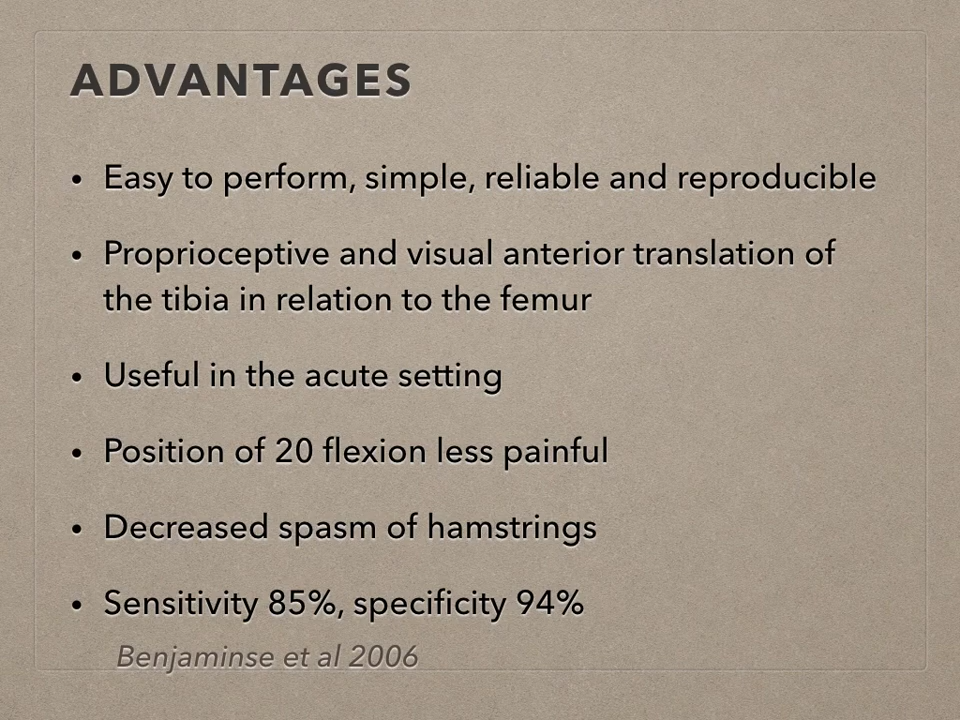 ADVANTAGES
• Easy to perform, simple, reliable and reproducible
• Proprioceptive and visual anterior translation of
the tibia in relation to the femur
• Useful in the acute setting
• Position of 20 flexion less painful
• Decreased spasm of hamstrings
• Sensitivity 85%, specificity 94%
Benjaminse et al 2006